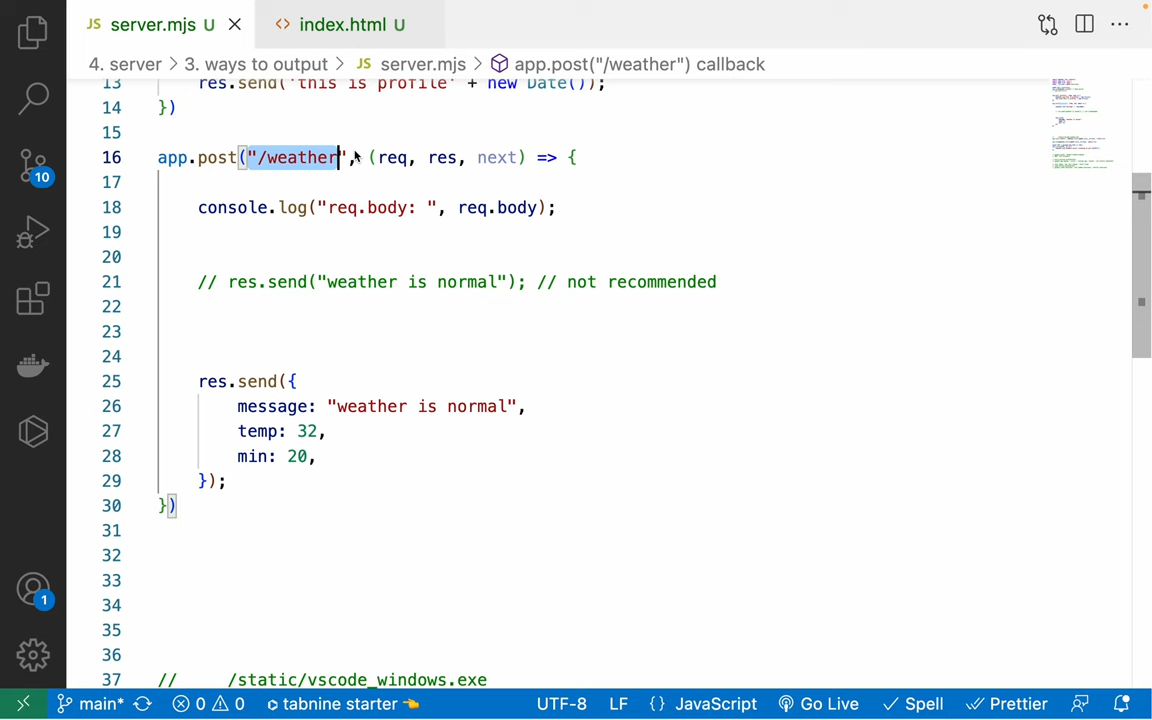 JS server.mjs U
<> index.html U
4. server > 3. ways to output > JS server.mjs > app.post("/weather") callback
13 res.send('this is profile' + new Date());
14 })
15
16 app.post("/weather", (req, res, next) => {
17
18 console.log("req.body: ", req.body);
19
20
21 // res.send("weather is normal"); // not recommended
22
23
24
25 res.send({
26 message: "weather is normal",
27 temp: 32,
28 min: 20,
29 });
30 })
31
32
33
34
35
36
37 // /static/vscode_windows.exe
10
1
main* 0 0 tabnine starter UTF-8 LF {} JavaScript Go Live Spell Prettier